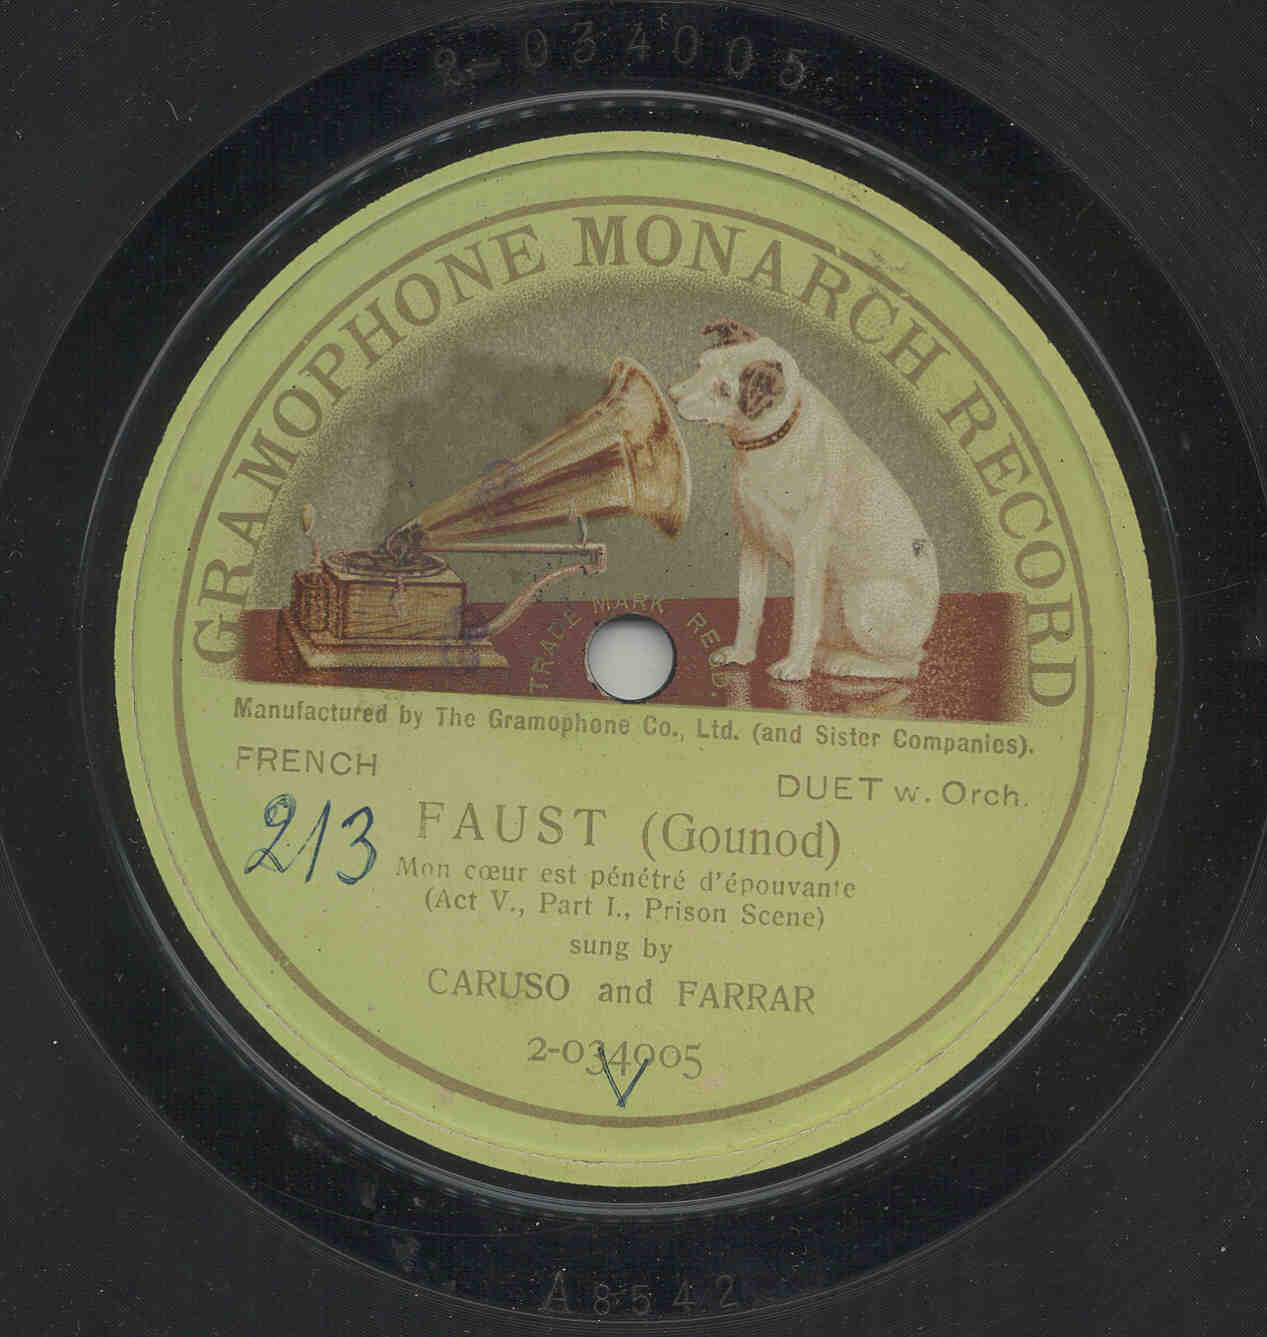 2-034005
GRAMOPHONE MONARCH RECORD
TRADE MARK REGD.
Manufactured by The Gramophone Co., Ltd. (and Sister Companies).
FRENCH
DUET w. Orch.
213
FAUST (Gounod)
Mon cœur est pénétré d'épouvante
(Act V., Part I., Prison Scene)
sung by
CARUSO and FARRAR
2-034005
V
A 8542